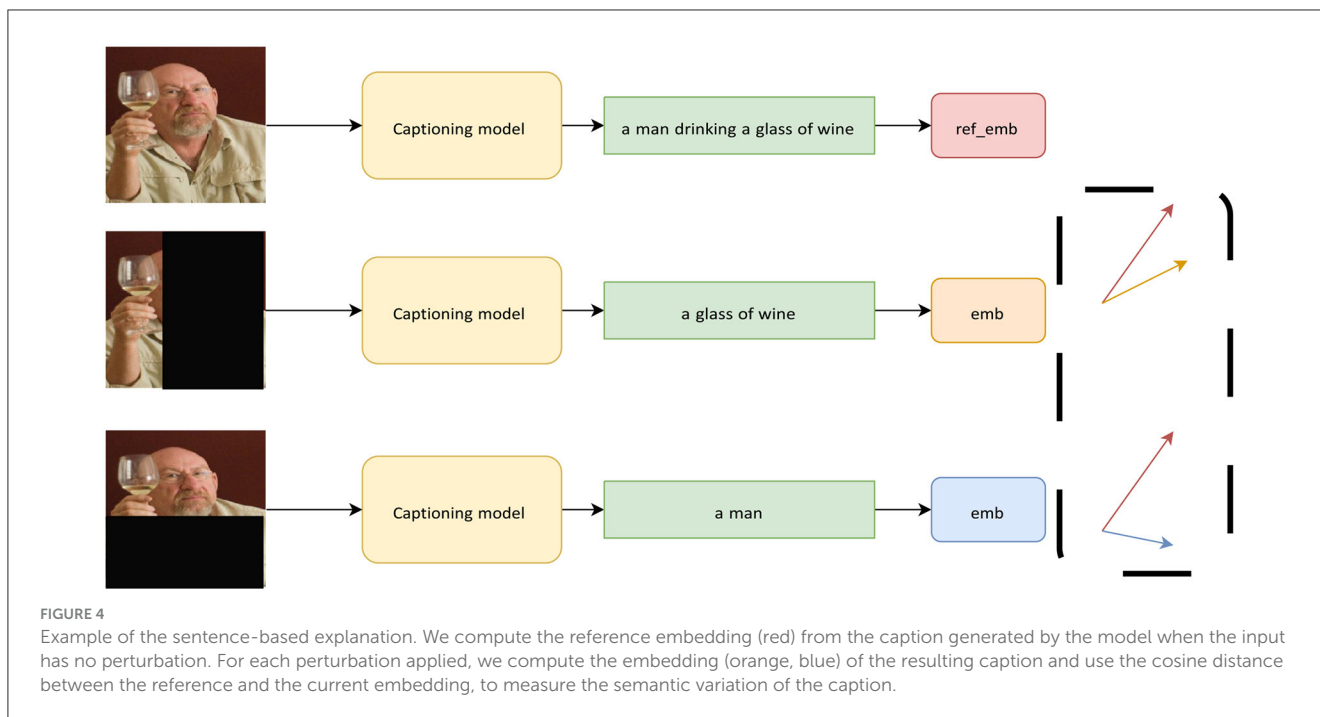 Captioning model
a man drinking a glass of wine
ref_emb
Captioning model
a glass of wine
emb
Captioning model
a man
emb
FIGURE 4
Example of the sentence-based explanation. We compute the reference embedding (red) from the caption generated by the model when the input
has no perturbation. For each perturbation applied, we compute the embedding (orange, blue) of the resulting caption and use the cosine distance
between the reference and the current embedding, to measure the semantic variation of the caption.